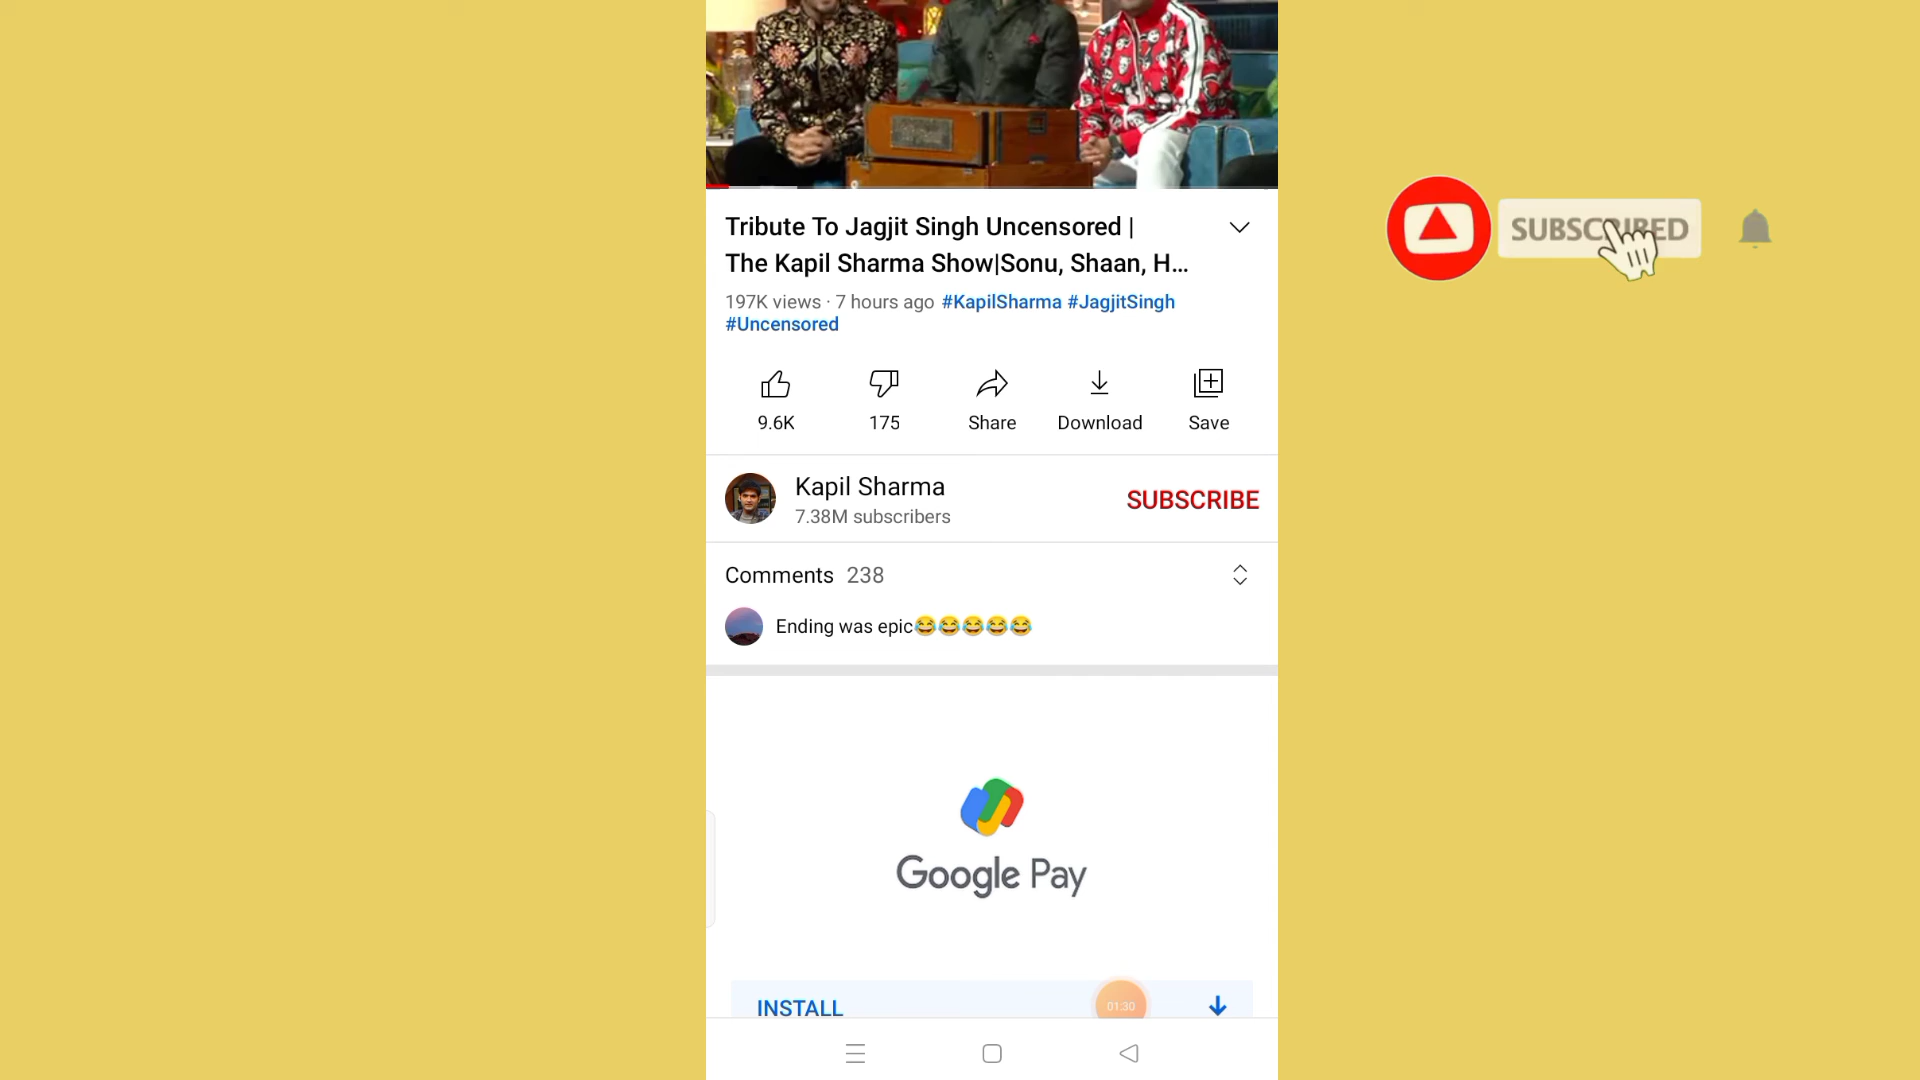 Tribute To Jagjit Singh Uncensored |
The Kapil Sharma Show|Sonu, Shaan, H...
197K views · 7 hours ago #KapilSharma #JagjitSingh
#Uncensored
9.6K 175 Share Download Save
Kapil Sharma
7.38M subscribers
SUBSCRIBE
Comments 238
Ending was epic😂😂😂😂😂
Google Pay
INSTALL
01:30
SUBSCRIBED